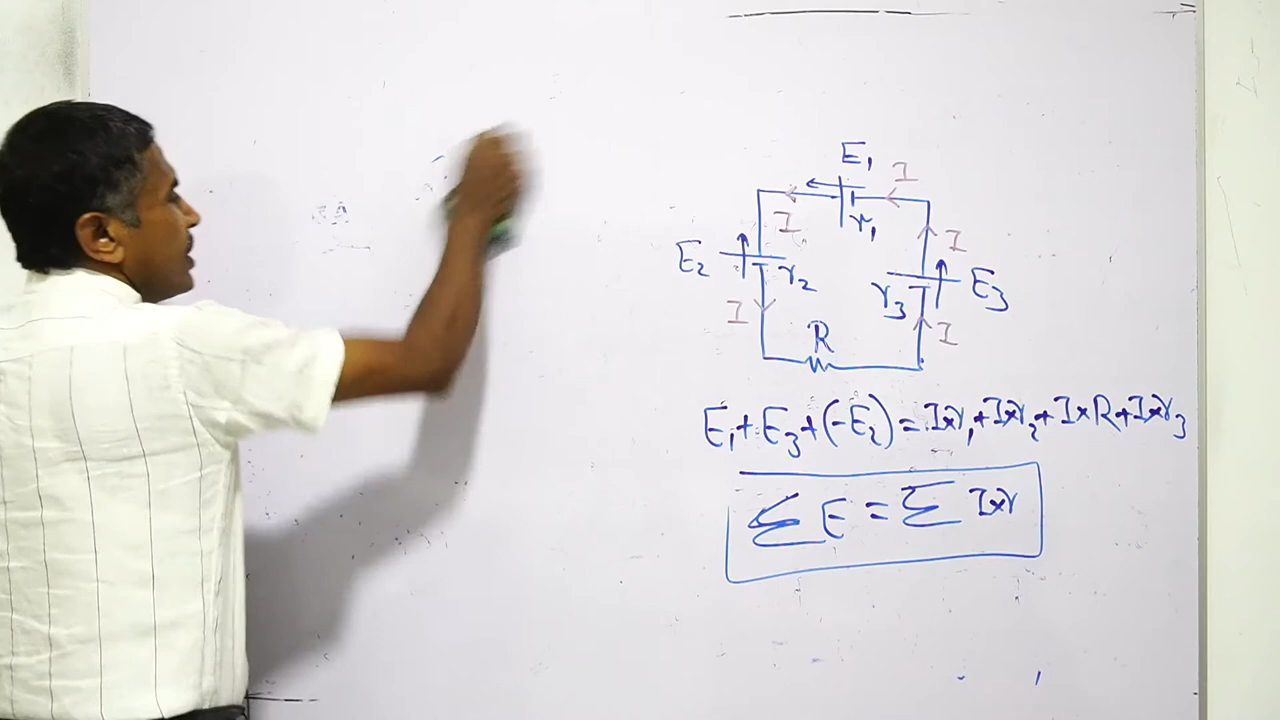 E₁ I
I r₁
E₂ r₂ I
r₃ E₃
I R I
E₁+E₃+(-E₂)=I×r₁+I×r₂+I×R+I×r₃
ΣE = Σ I×r